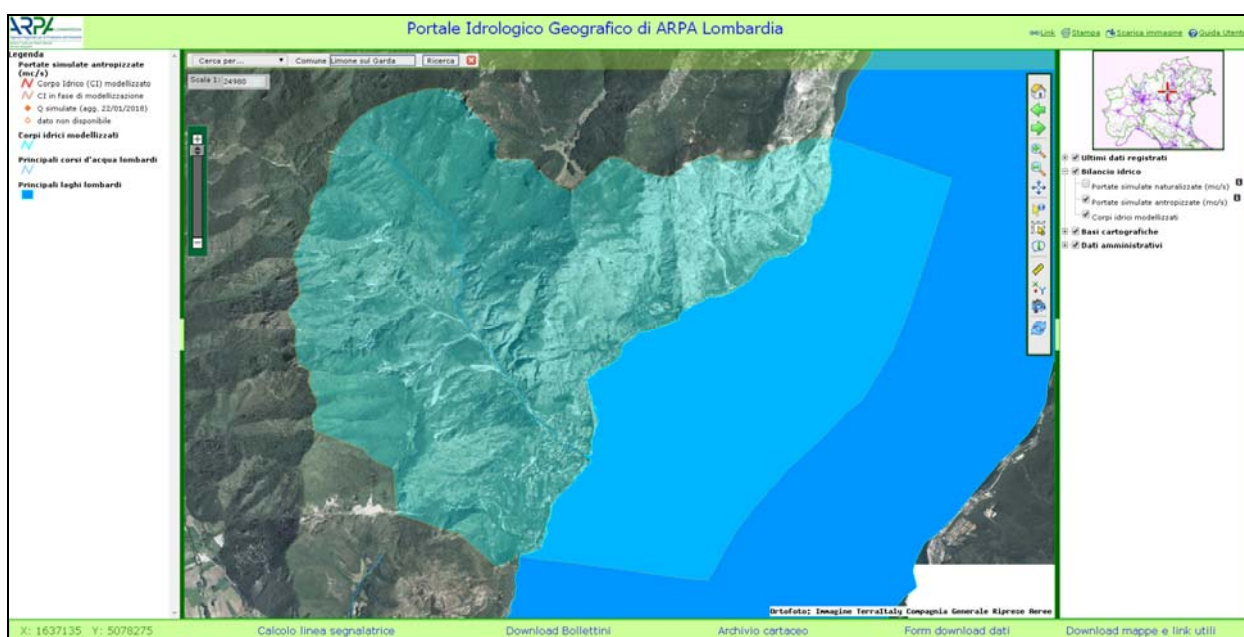 ARPA LOMBARDIA
Portale Idrologico Geografico di ARPA Lombardia
Link Stampa Scarica immagine Guida Utente
Legenda
Portate simulate antropizzate
(mc/s)
Corpo Idrico (CI) modellizzato
CI in fase di modellizzazione
Q simulate (agg. 22/01/2018)
dato non disponibile
Corpi idrici modellizzati
Principali corsi d'acqua lombardi
Principali laghi lombardi
Cerca per... Comune Limone sul Garda Ricerca
Scala 1: 24980
Ultimi dati registrati
Bilancio idrico
Portate simulate naturalizzate (mc/s)
Portate simulate antropizzate (mc/s)
Corpi idrici modellizzati
Basi cartografiche
Dati amministrativi
Ortofoto: Immagine TerraItaly Compagnia Generale Riprese Aeree
X: 1637135 Y: 5078275 Calcolo linea segnalatrice Download Bollettini Archivio cartaceo Form download dati Download mappe e link utili